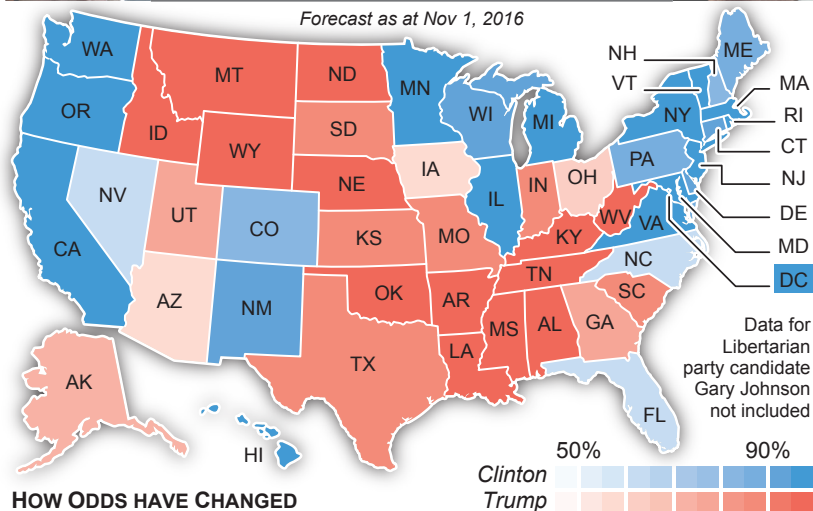 Forecast as at Nov 1, 2016
WA
MT
ND
MN
ME
NH
VT
MA
OR
ID
SD
WI
MI
NY
RI
WY
CT
IA
PA
NJ
NV
NE
IL
IN
OH
DE
UT
CO
KS
MO
WV
VA
MD
CA
KY
NC
DC
AZ
NM
OK
AR
TN
SC
MS
AL
GA
TX
LA
AK
FL
HI
Data for
Libertarian
party candidate
Gary Johnson
not included
50% 90%
Clinton
Trump
HOW ODDS HAVE CHANGED